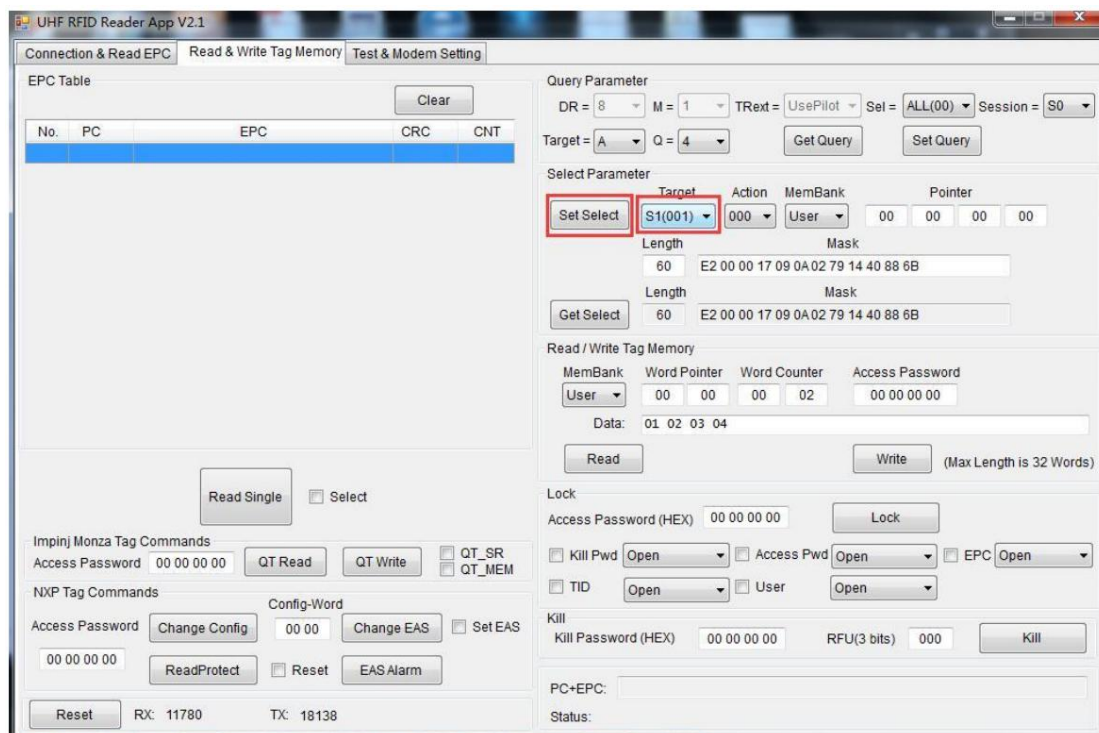 UHF RFID Reader App V2.1
Connection & Read EPC Read & Write Tag Memory Test & Modem Setting
EPC Table
Clear
No. PC EPC CRC CNT
Read Single Select
Impinj Monza Tag Commands
Access Password 00 00 00 00 QT Read QT Write QT_SR
QT_MEM
NXP Tag Commands
Config-Word
Access Password Change Config 00 00 Change EAS Set EAS
00 00 00 00 ReadProtect Reset EAS Alarm
Reset RX: 11780 TX: 18138
Query Parameter
DR = 8 M = 1 TRext = UsePilot Sel = ALL(00) Session = S0
Target = A Q = 4 Get Query Set Query
Select Parameter
Target Action MemBank Pointer
Set Select S1(001) 000 User 00 00 00 00
Length Mask
60 E2 00 00 17 09 0A 02 79 14 40 88 6B
Length Mask
Get Select 60 E2 00 00 17 09 0A 02 79 14 40 88 6B
Read / Write Tag Memory
MemBank Word Pointer Word Counter Access Password
User 00 00 00 02 00 00 00 00
Data: 01 02 03 04
Read Write (Max Length is 32 Words)
Lock
Access Password (HEX) 00 00 00 00 Lock
Kill Pwd Open Access Pwd Open EPC Open
TID Open User Open
Kill
Kill Password (HEX) 00 00 00 00 RFU(3 bits) 000 Kill
PC+EPC:
Status: